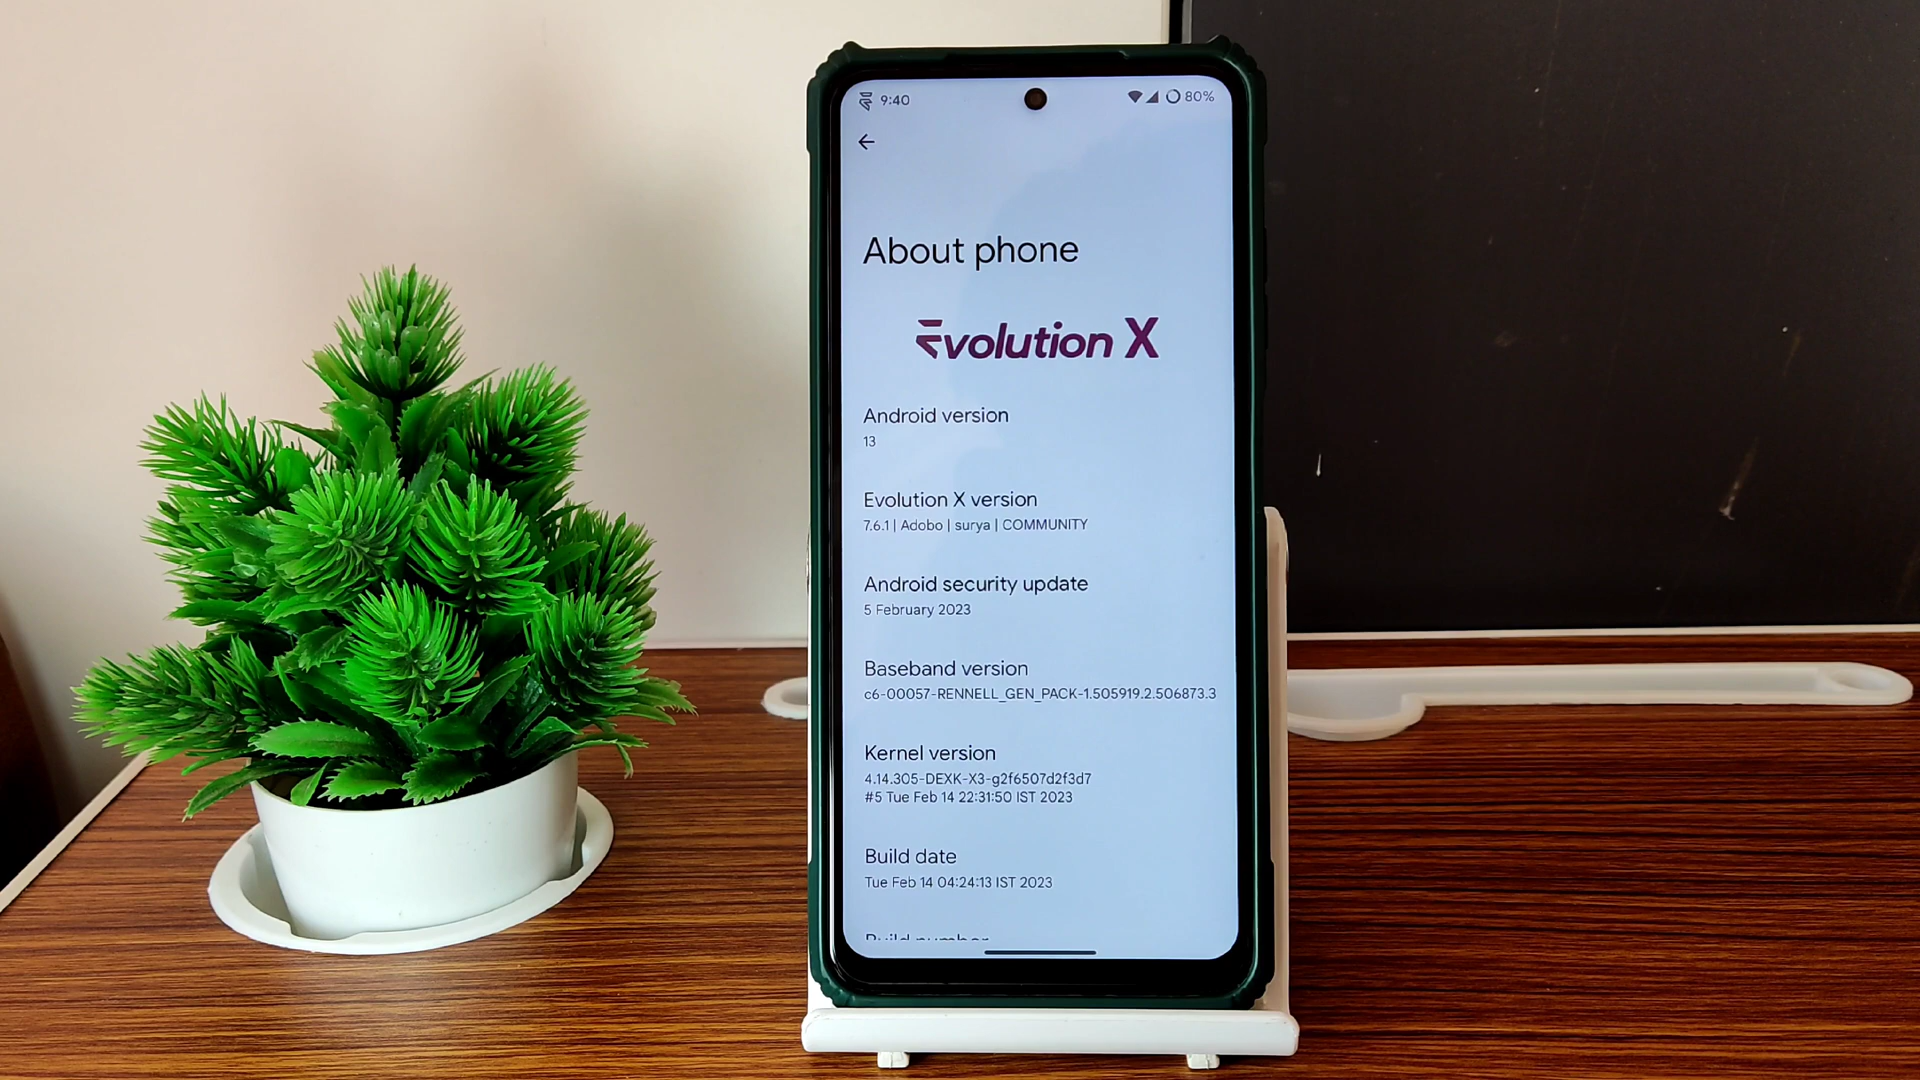 9:40
80%
About phone
Evolution X
Android version
13
Evolution X version
7.6.1 | Adobo | surya | COMMUNITY
Android security update
5 February 2023
Baseband version
c6-00057-RENNELL_GEN_PACK-1.505919.2.506873.3
Kernel version
4.14.305-DEXK-X3-g2f6507d2f3d7
#5 Tue Feb 14 22:31:50 IST 2023
Build date
Tue Feb 14 04:24:13 IST 2023
Build number